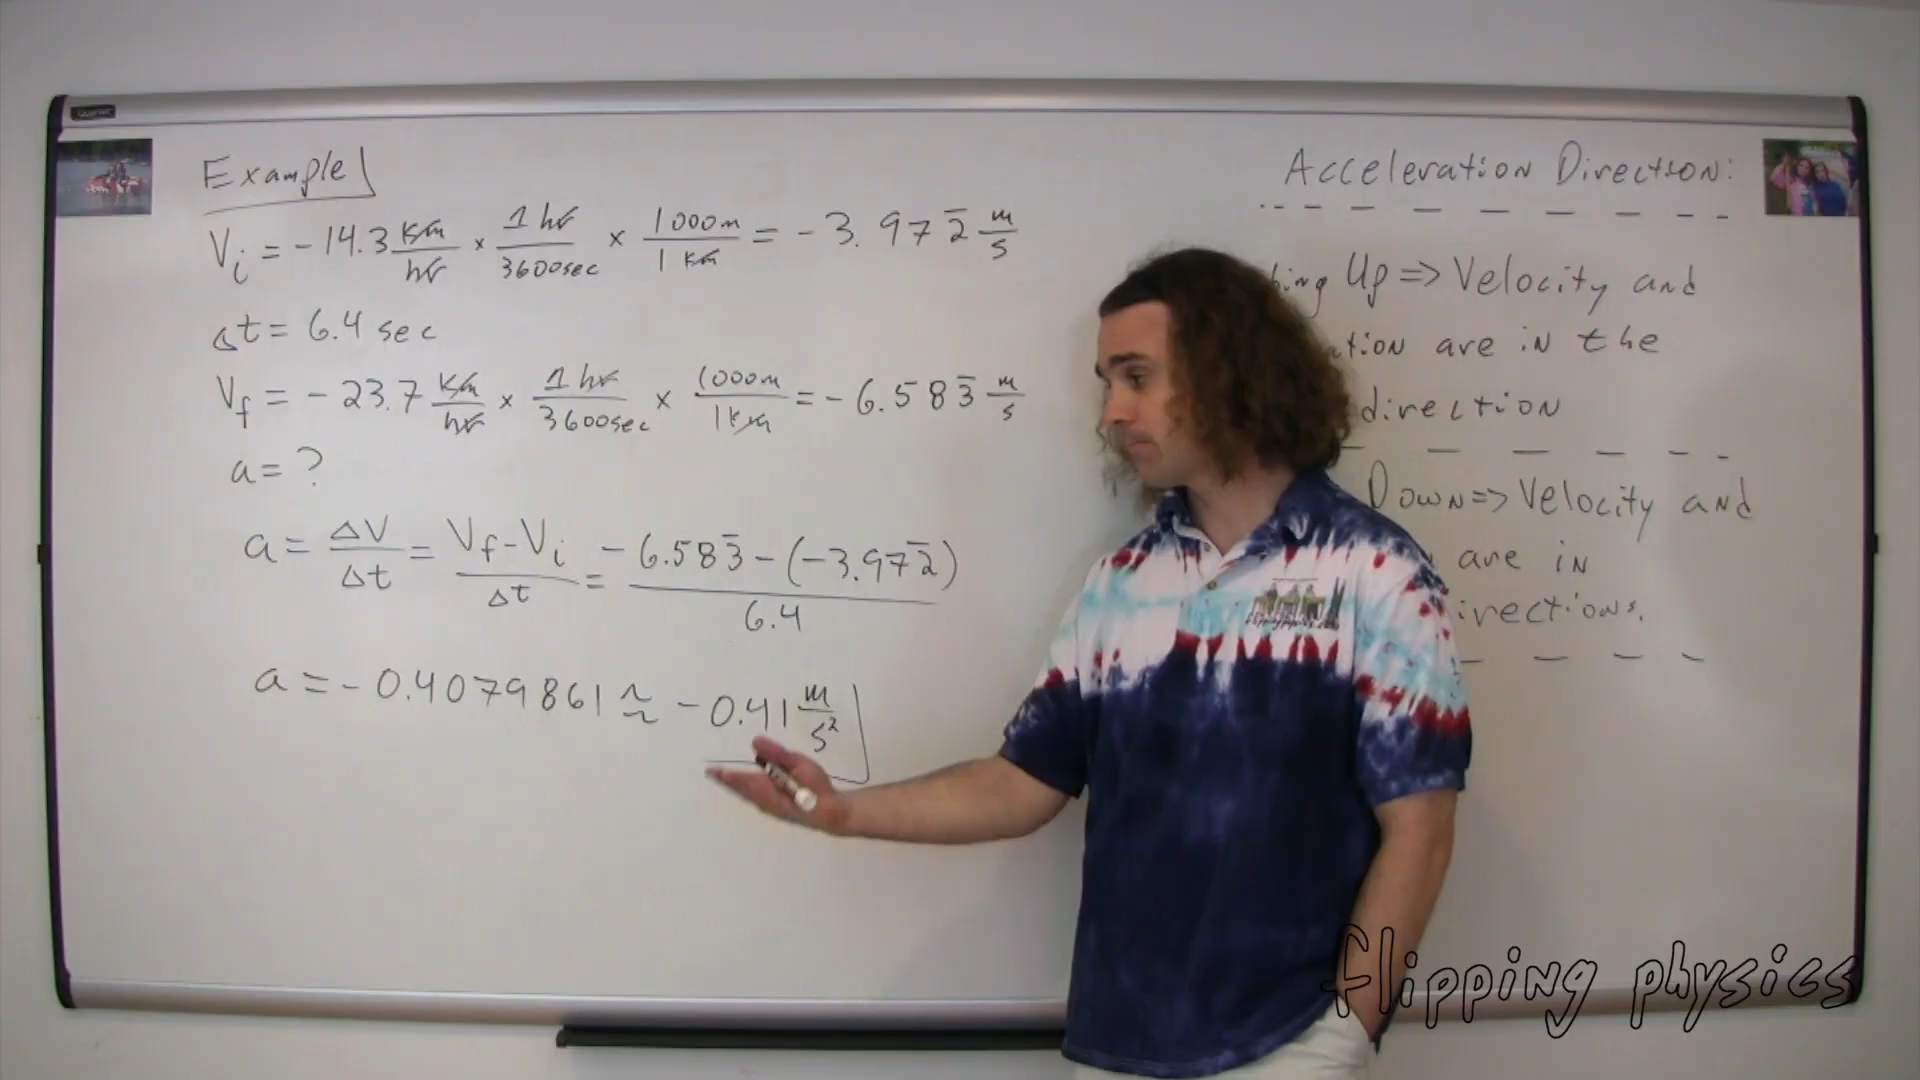 Example
Vi = -14.3 km/hr × 1 hr/3600sec × 1000m/1 km = -3.972̅ m/s
Δt = 6.4 sec
Vf = -23.7 km/hr × 1 hr/3600sec × 1000m/1km = -6.583̅ m/s
a = ?
a = ΔV/Δt = Vf-Vi/Δt = -6.583̅ - (-3.972̅)/6.4
a = -0.4079861 ≈ -0.41 m/s²
Acceleration Direction:
Up => Velocity and
are in the
direction
Down => Velocity and
are in
flipping physics